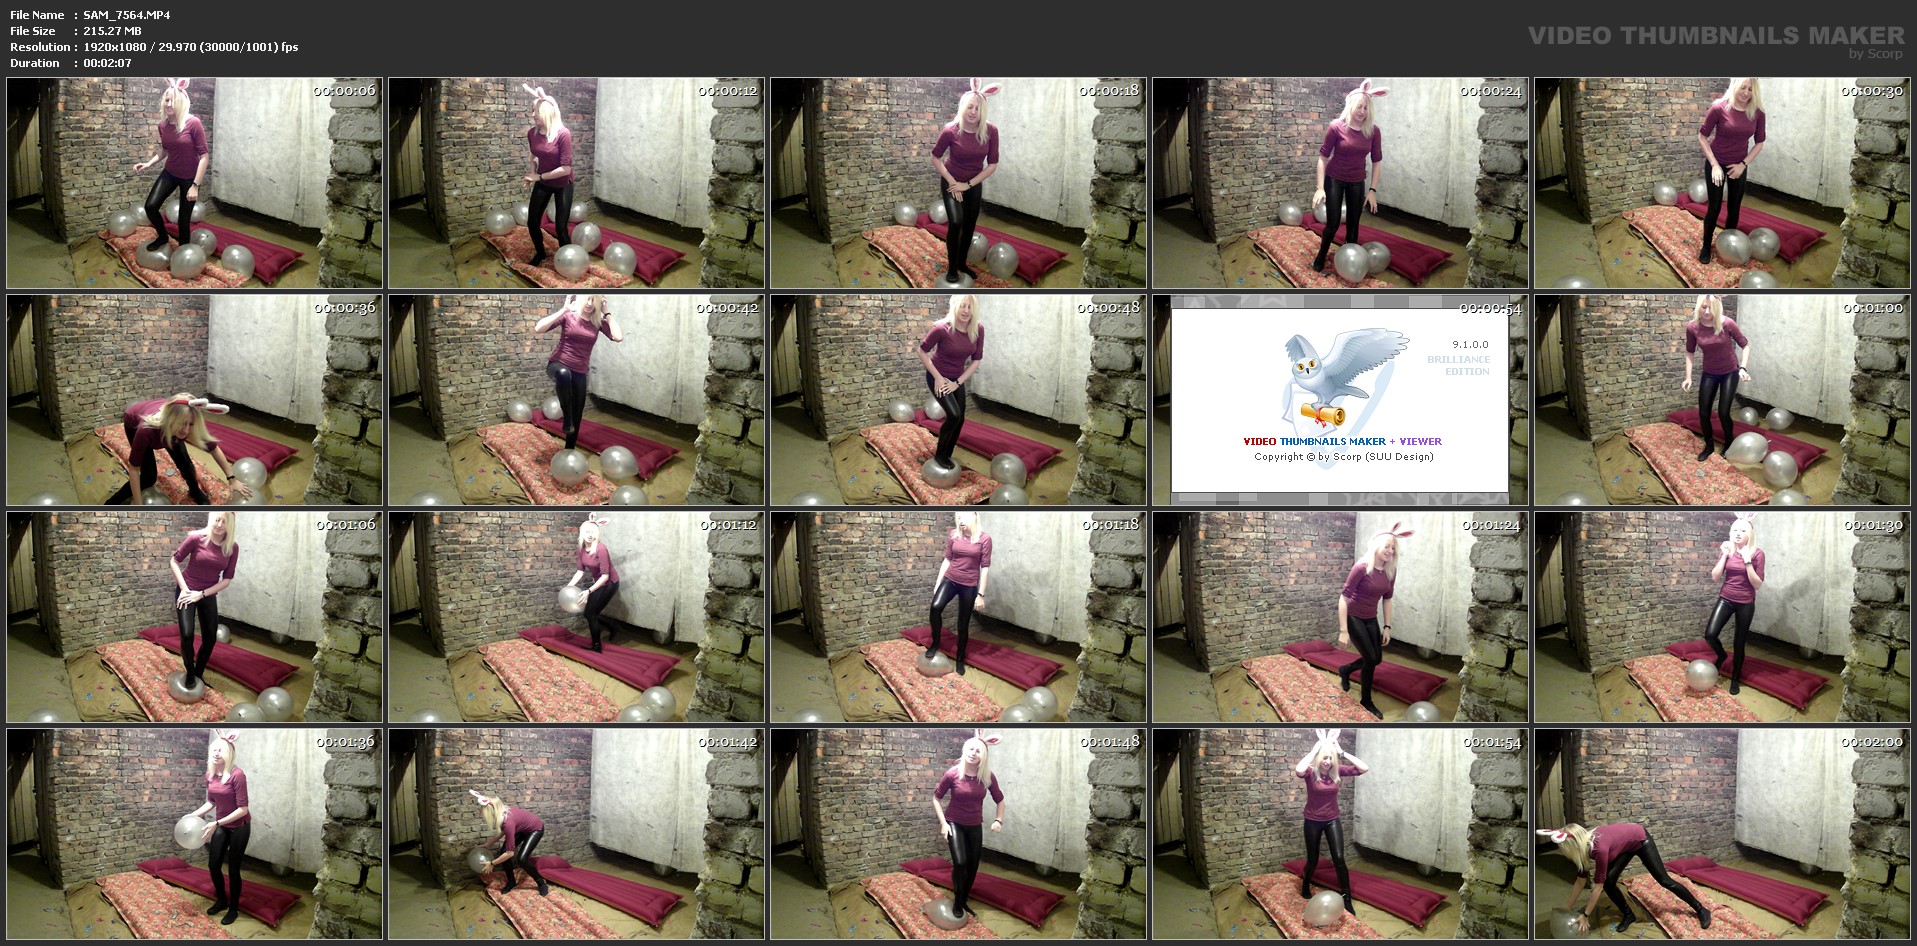 File Name : SAM_7564.MP4
File Size : 215.27 MB
Resolution : 1920x1080 / 29.970 (30000/1001) fps
Duration : 00:02:07
VIDEO THUMBNAILS MAKER
by Scorp
00:00:06
00:00:12
00:00:18
00:00:24
00:00:30
00:00:36
00:00:42
00:00:48
00:00:54
9.1.0.0
BRILLIANCE
EDITION
VIDEO THUMBNAILS MAKER + VIEWER
Copyright © by Scorp (SUU Design)
00:01:00
00:01:06
00:01:12
00:01:18
00:01:24
00:01:30
00:01:36
00:01:42
00:01:48
00:01:54
00:02:00